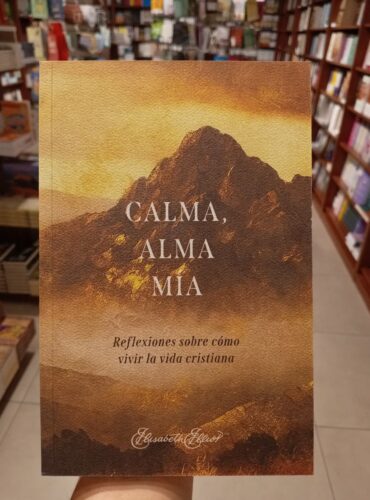 CALMA,
ALMA
MÍA
Reflexiones sobre cómo
vivir la vida cristiana
Elisabeth Elliot